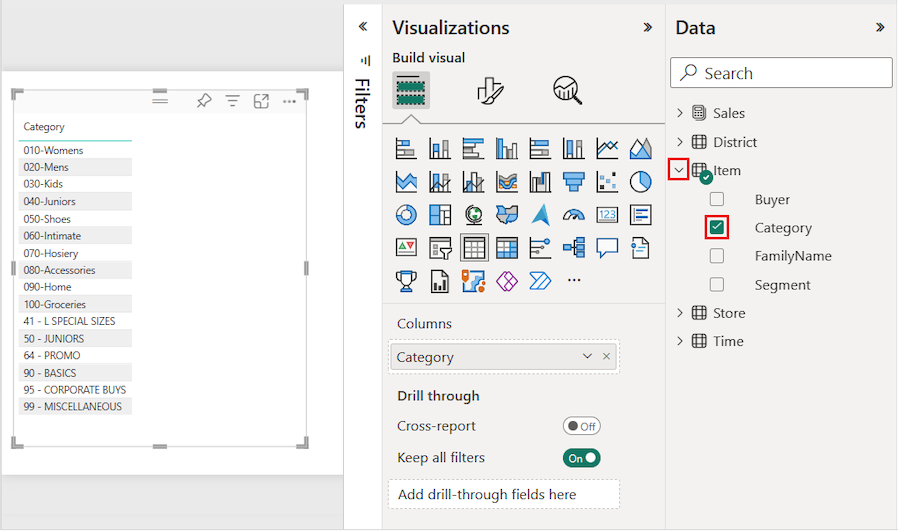 Category
010-Womens
020-Mens
030-Kids
040-Juniors
050-Shoes
060-Intimate
070-Hosiery
080-Accessories
090-Home
100-Groceries
41 - L SPECIAL SIZES
50 - JUNIORS
64 - PROMO
90 - BASICS
95 - CORPORATE BUYS
99 - MISCELLANEOUS
Filters
Visualizations
Build visual
123
Columns
Category
Drill through
Cross-report
Off
Keep all filters
On
Add drill-through fields here
Data
Search
Sales
District
Item
Buyer
Category
FamilyName
Segment
Store
Time